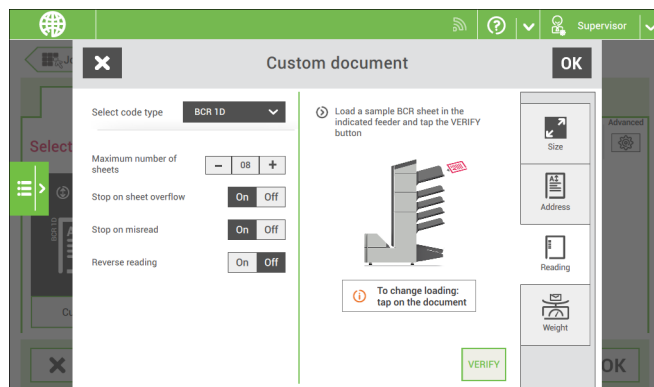 Supervisor
Custom document
OK
Select code type
BCR 1D
Maximum number of
sheets
08
Stop on sheet overflow
On Off
Stop on misread
On Off
Reverse reading
On Off
Load a sample BCR sheet in the
indicated feeder and tap the VERIFY
button
To change loading:
tap on the document
VERIFY
Size
Address
Reading
Weight
Advanced
Select
BCR 1D
OK